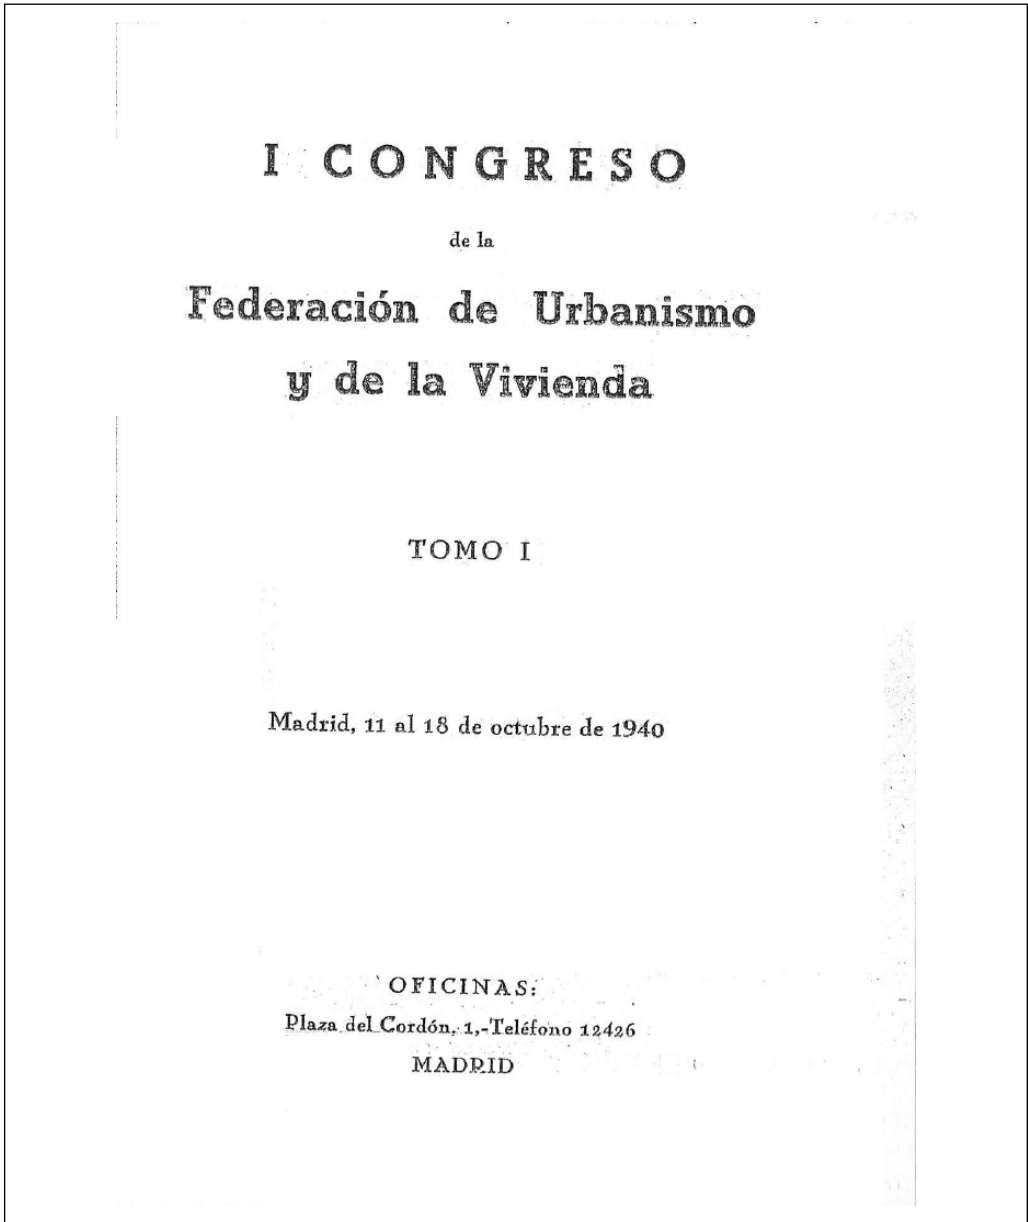 I CONGRESO
de la
Federación de Urbanismo
y de la Vivienda
TOMO I
Madrid, 11 al 18 de octubre de 1940
OFICINAS:
Plaza del Cordón, 1,-Teléfono 12426
MADRID